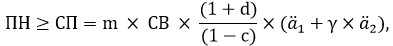 ПН ≥ СП = m × СВ × (1 + d)/(1 − c) × (ä₁ + γ × ä₂),